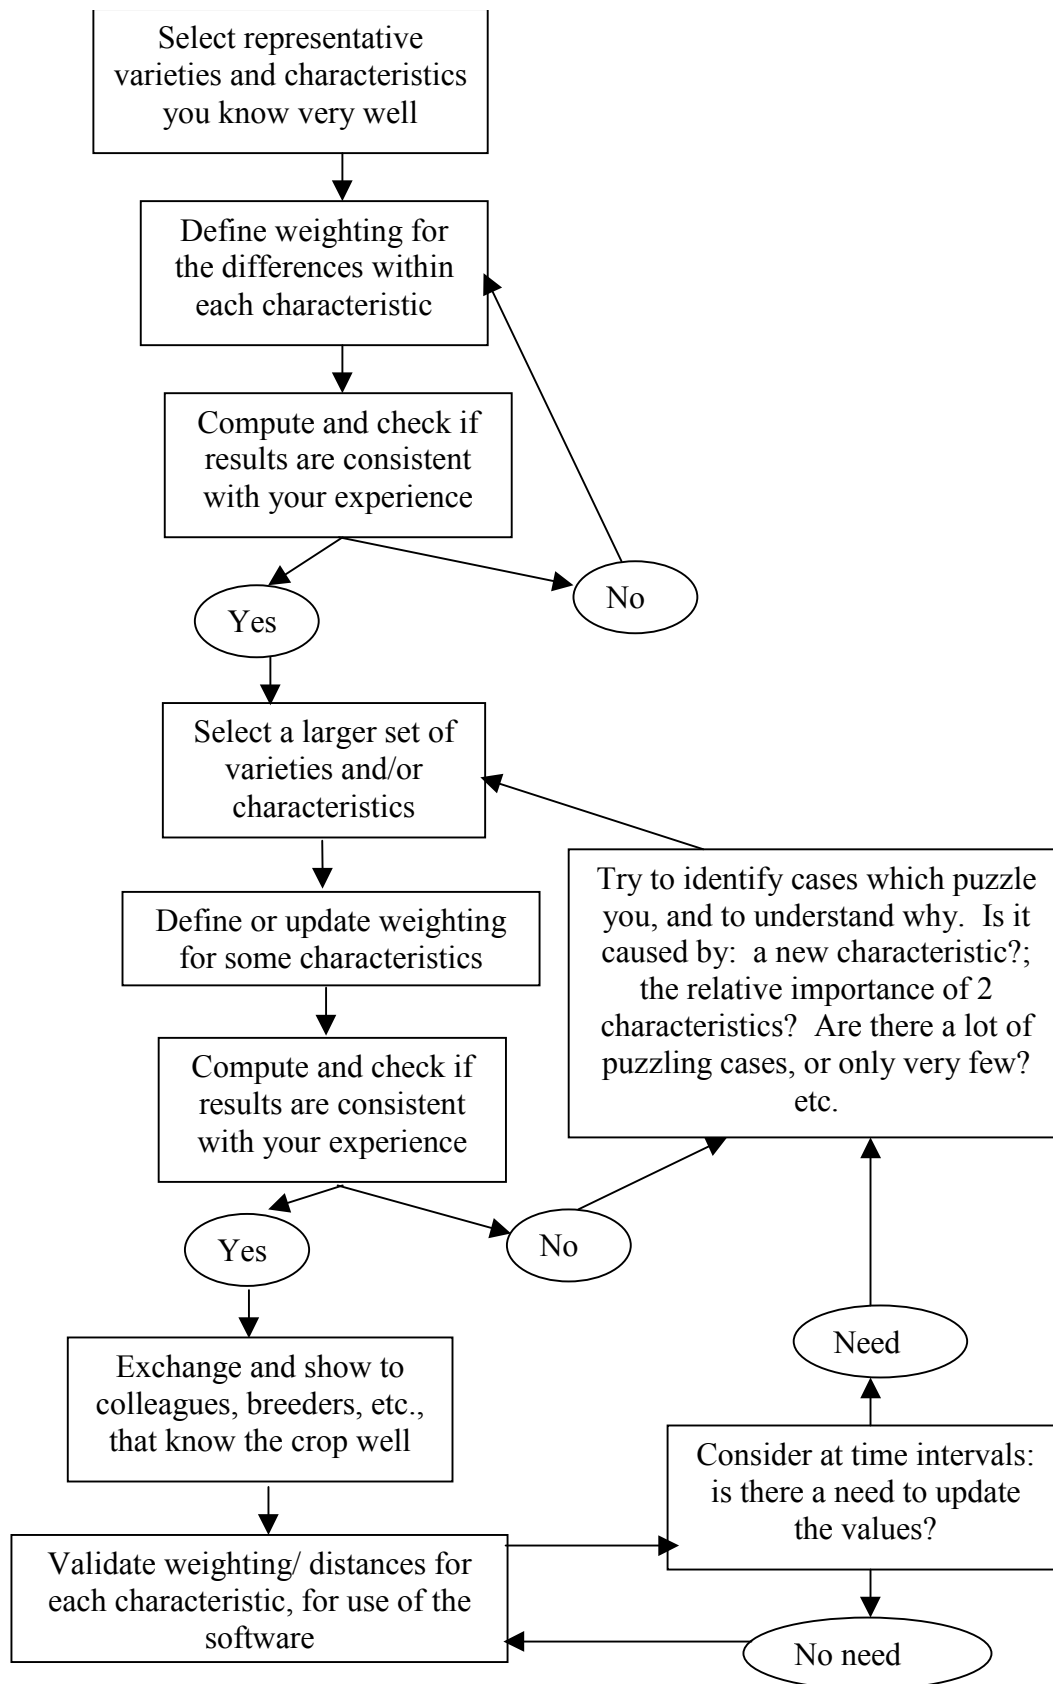 Select representative
varieties and characteristics
you know very well
Define weighting for
the differences within
each characteristic
Compute and check if
results are consistent
with your experience
No
Yes
Select a larger set of
varieties and/or
characteristics
Try to identify cases which puzzle
you, and to understand why.  Is it
caused by:  a new characteristic?;
the relative importance of 2
characteristics?  Are there a lot of
puzzling cases, or only very few?
etc.
Define or update weighting
for some characteristics
Compute and check if
results are consistent
with your experience
Yes
No
Need
Exchange and show to
colleagues, breeders, etc.,
that know the crop well
Consider at time intervals:
is there a need to update
the values?
Validate weighting/ distances for
each characteristic, for use of the
software
No need